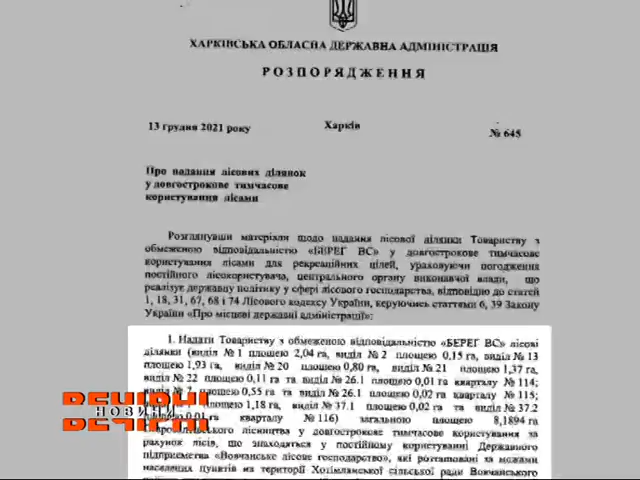 ХАРКІВСЬКА ОБЛАСНА ДЕРЖАВНА АДМІНІСТРАЦІЯ
РОЗПОРЯДЖЕННЯ
13 грудня 2021 року
Харків
№ 645
Про надання лісових ділянок
у довгострокове тимчасове
користування лісами
Розглянувши матеріали щодо надання лісової ділянки Товариству з
обмеженою відповідальністю «БЕРЕГ ВС» у довгострокове тимчасове
користування лісами для рекреаційних цілей, ураховуючи погодження
постійного лісокористувача, центрального органу виконавчої влади, що
реалізує державну політику у сфері лісового господарства, відповідно до статей
1, 18, 31, 67, 68 і 74 Лісового кодексу України, керуючись статтями 6, 39 Закону
України «Про місцеві державні адміністрації»:
1. Надати Товариству з обмеженою відповідальністю «БЕРЕГ ВС» лісові
ділянки (виділ № 1 площею 2,04 га, виділ № 2 площею 0,15 га, виділ № 13
площею 1,93 га, виділ № 20 площею 0,80 га, виділ № 21 площею 1,37 га,
виділ № 22 площею 0,11 га та виділ № 26.1 площею 0,01 га кварталу № 114;
виділ № 7 площею 0,55 га та виділ № 26.1 площею 0,02 га кварталу № 115;
площею 1,18 га, виділ № 37.1 площею 0,02 га та виділ № 37.2
0,01 га кварталу № 116) загальною площею 8,1894 га
лісництва у довгострокове тимчасове користування за
рахунок лісів, що знаходяться у постійному користуванні Державного
підприємства «Вовчанське лісове господарство», які розташовані за межами
населених пунктів на території Хотімлянської сільської ради Вовчанського
ВЕЧІРНІ
НОВИНИ
ВЕЧІРНІ